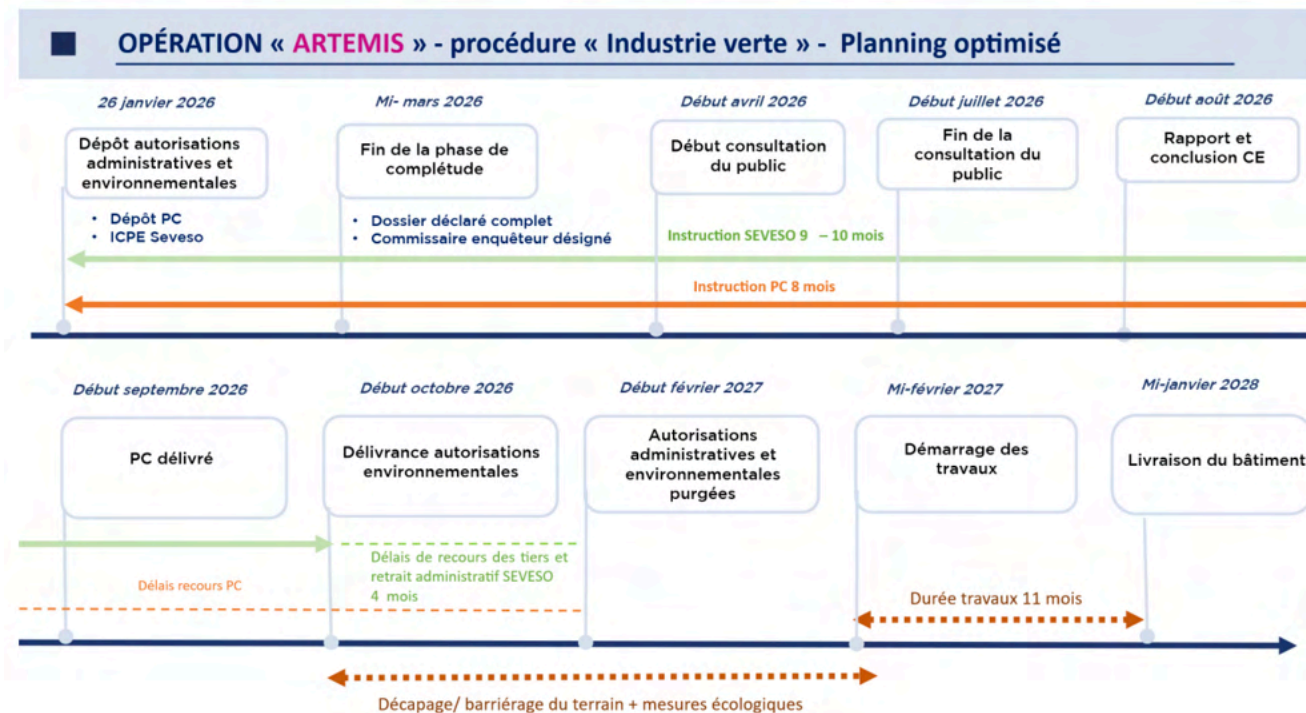 OPÉRATION « ARTEMIS » - procédure « Industrie verte » - Planning optimisé
26 janvier 2026
Dépôt autorisations
administratives et
environnementales
• Dépôt PC
• ICPE Seveso
Mi- mars 2026
Fin de la phase de
complétude
• Dossier déclaré complet
• Commissaire enquêteur désigné
Début avril 2026
Début consultation
du public
Début juillet 2026
Fin de la
consultation du
public
Début août 2026
Rapport et
conclusion CE
Instruction SEVESO 9 – 10 mois
Instruction PC 8 mois
Début septembre 2026
PC délivré
Début octobre 2026
Délivrance autorisations
environnementales
Début février 2027
Autorisations
administratives et
environnementales
purgées
Mi-février 2027
Démarrage des
travaux
Mi-janvier 2028
Livraison du bâtiment
Délais de recours des tiers et
retrait administratif SEVESO
4 mois
Délais recours PC
Durée travaux 11 mois
Décapage/ barriérage du terrain + mesures écologiques